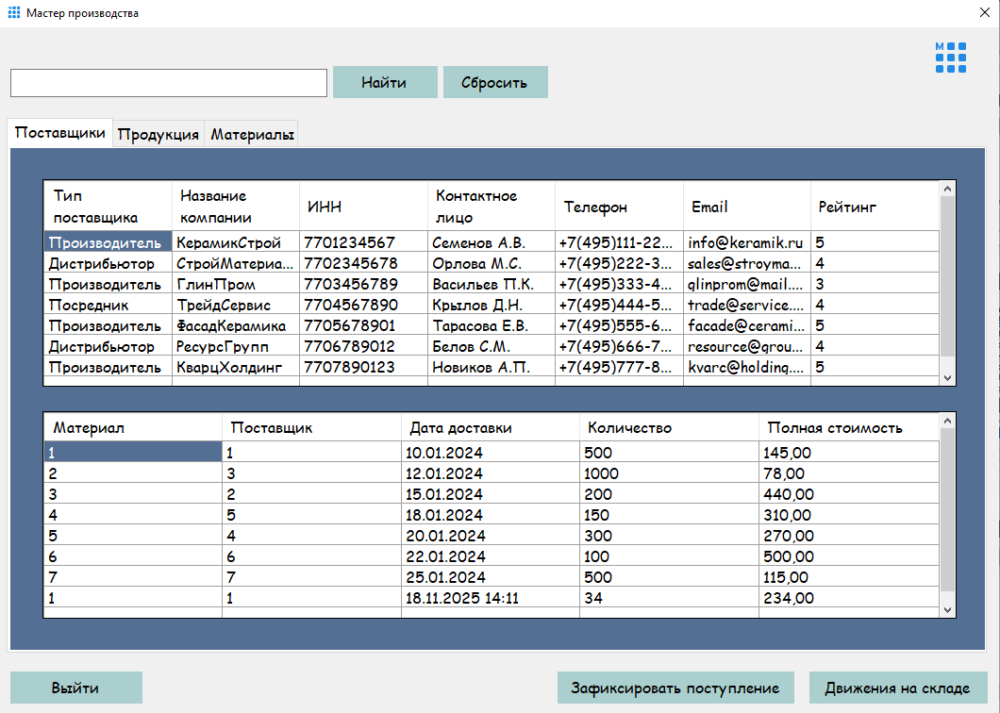 Мастер производства
M
Найти Сбросить
Поставщики Продукция Материалы
Тип поставщика Название компании ИНН Контактное лицо Телефон Email Рейтинг
Производитель КерамикСтрой 7701234567 Семенов А.В. +7(495)111-22... info@keramik.ru 5
Дистрибьютор СтройМатериа... 7702345678 Орлова М.С. +7(495)222-3... sales@stroyma... 4
Производитель ГлинПром 7703456789 Васильев П.К. +7(495)333-4... glinprom@mail.... 3
Посредник ТрейдСервис 7704567890 Крылов Д.Н. +7(495)444-5... trade@service.... 4
Производитель ФасадКерамика 7705678901 Тарасова Е.В. +7(495)555-6... facade@cerami... 5
Дистрибьютор РесурсГрупп 7706789012 Белов С.М. +7(495)666-7... resource@grou... 4
Производитель КварцХолдинг 7707890123 Новиков А.П. +7(495)777-8... kvarc@holding.... 5
Материал Поставщик Дата доставки Количество Полная стоимость
1 1 10.01.2024 500 145,00
2 3 12.01.2024 1000 78,00
3 2 15.01.2024 200 440,00
4 5 18.01.2024 150 310,00
5 4 20.01.2024 300 270,00
6 6 22.01.2024 100 500,00
7 7 25.01.2024 500 115,00
1 1 18.11.2025 14:11 34 234,00
Выйти Зафиксировать поступление Движения на складе